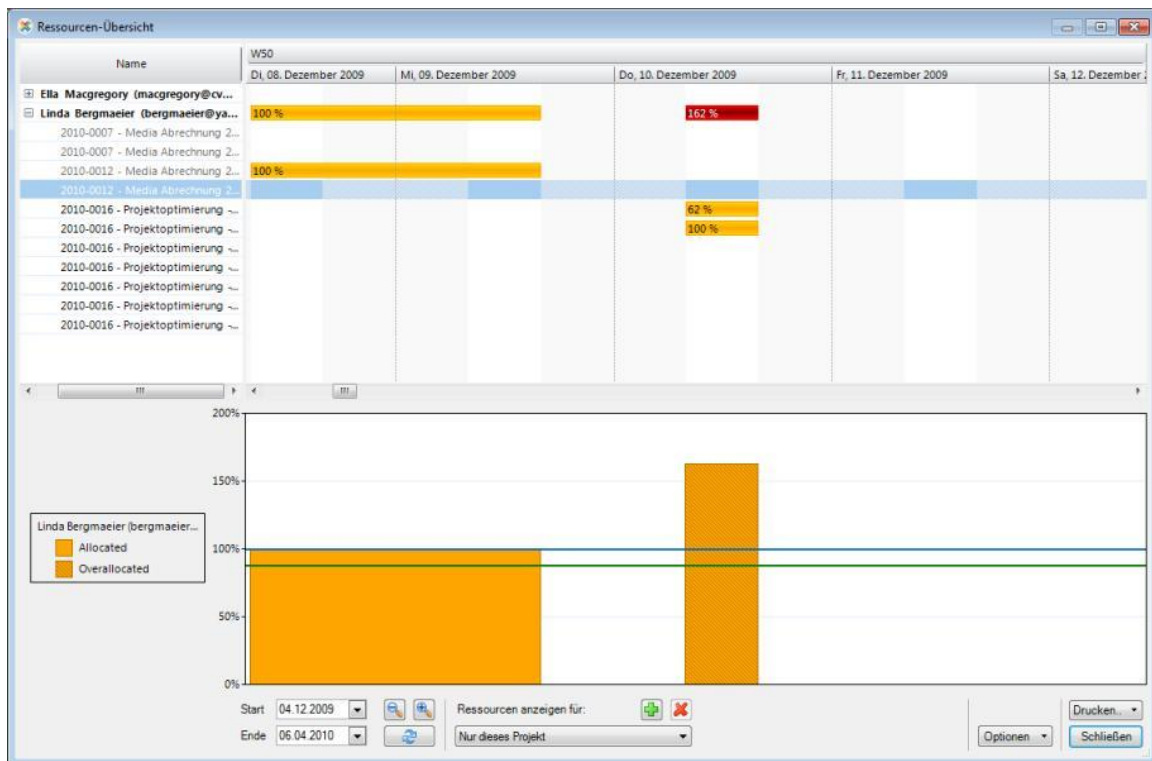 Ressourcen-Übersicht
Name
W50
Di, 08. Dezember 2009 Mi, 09. Dezember 2009 Do, 10. Dezember 2009 Fr, 11. Dezember 2009 Sa, 12. Dezember
Ella Macgregory (macgregory@cv...
Linda Bergmaeier (bergmaeier@ya... 100 % 162 %
2010-0007 - Media Abrechnung 2...
2010-0007 - Media Abrechnung 2...
2010-0012 - Media Abrechnung 2... 100 %
2010-0012 - Media Abrechnung 2...
2010-0016 - Projektoptimierung -... 62 %
2010-0016 - Projektoptimierung -... 100 %
2010-0016 - Projektoptimierung -...
2010-0016 - Projektoptimierung -...
2010-0016 - Projektoptimierung -...
2010-0016 - Projektoptimierung -...
2010-0016 - Projektoptimierung -...
200%
150%
100%
50%
0%
Linda Bergmaeier (bergmaeier...
Allocated
Overallocated
Start 04.12.2009 Ressourcen anzeigen für: Drucken..
Ende 06.04.2010 Nur dieses Projekt Optionen Schließen